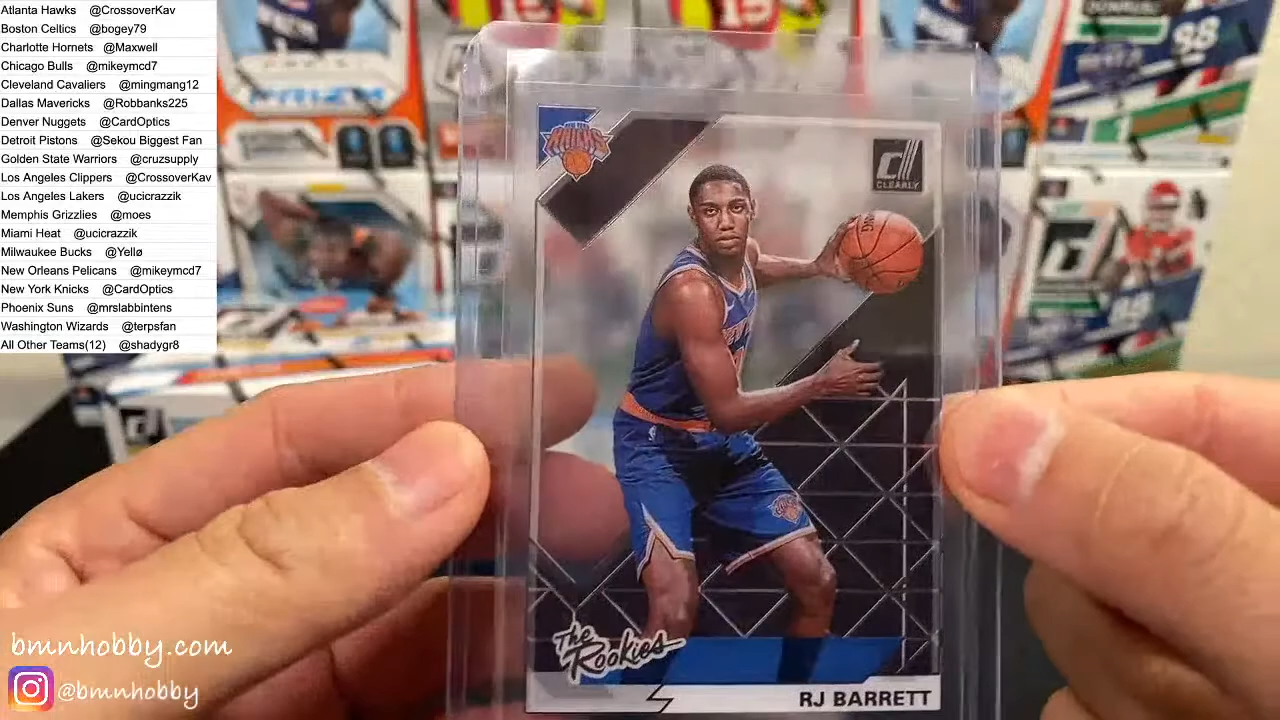 Atlanta Hawks @CrossoverKav
Boston Celtics @bogey79
Charlotte Hornets @Maxwell
Chicago Bulls @mikeymcd7
Cleveland Cavaliers @mingmang12
Dallas Mavericks @Robbanks225
Denver Nuggets @CardOptics
Detroit Pistons @Sekou Biggest Fan
Golden State Warriors @cruzsupply
Los Angeles Clippers @CrossoverKav
Los Angeles Lakers @ucicrazzik
Memphis Grizzlies @moes
Miami Heat @ucicrazzik
Milwaukee Bucks @Yellø
New Orleans Pelicans @mikeymcd7
New York Knicks @CardOptics
Phoenix Suns @mrslabbintens
Washington Wizards @terpsfan
All Other Teams(12) @shadygr8
KNICKS
CLEARLY
The
Rookies
RJ BARRETT
bmnhobby.com
@bmnhobby